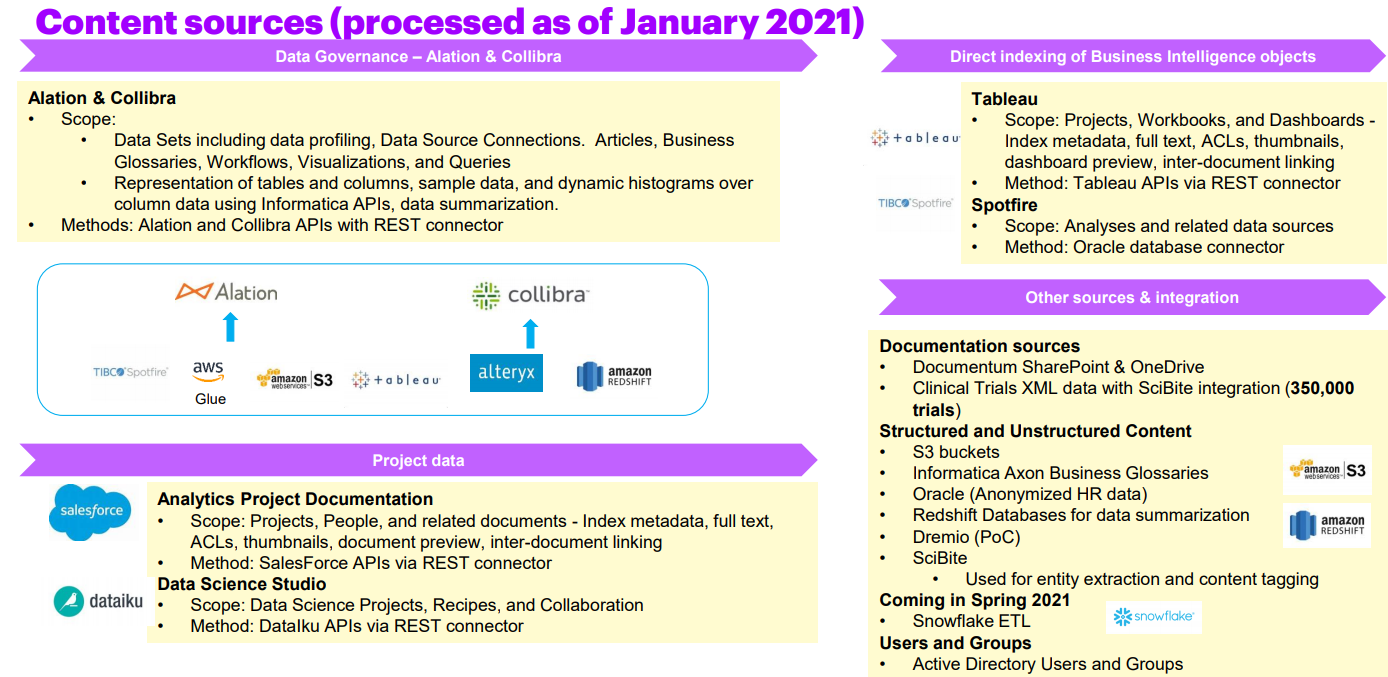 Content sources (processed as of January 2021)
Data Governance – Alation & Collibra
Alation & Collibra
• Scope:
• Data Sets including data profiling, Data Source Connections. Articles, Business
Glossaries, Workflows, Visualizations, and Queries
• Representation of tables and columns, sample data, and dynamic histograms over
column data using Informatica APIs, data summarization.
• Methods: Alation and Collibra APIs with REST connector
Alation
collibra
TIBCO Spotfire
aws
Glue
amazon webservices | S3
+ a b l e a u
alteryx
amazon
REDSHIFT
Project data
salesforce
Analytics Project Documentation
• Scope: Projects, People, and related documents - Index metadata, full text,
ACLs, thumbnails, document preview, inter-document linking
• Method: SalesForce APIs via REST connector
dataiku
Data Science Studio
• Scope: Data Science Projects, Recipes, and Collaboration
• Method: DataIku APIs via REST connector
Direct indexing of Business Intelligence objects
+ a b l e a u
TIBCO Spotfire
Tableau
• Scope: Projects, Workbooks, and Dashboards -
Index metadata, full text, ACLs, thumbnails,
dashboard preview, inter-document linking
• Method: Tableau APIs via REST connector
Spotfire
• Scope: Analyses and related data sources
• Method: Oracle database connector
Other sources & integration
Documentation sources
• Documentum SharePoint & OneDrive
• Clinical Trials XML data with SciBite integration (350,000
trials)
Structured and Unstructured Content
• S3 buckets
• Informatica Axon Business Glossaries
• Oracle (Anonymized HR data)
• Redshift Databases for data summarization
• Dremio (PoC)
• SciBite
• Used for entity extraction and content tagging
amazon webservices | S3
amazon
REDSHIFT
Coming in Spring 2021
• Snowflake ETL
snowflake
Users and Groups
• Active Directory Users and Groups